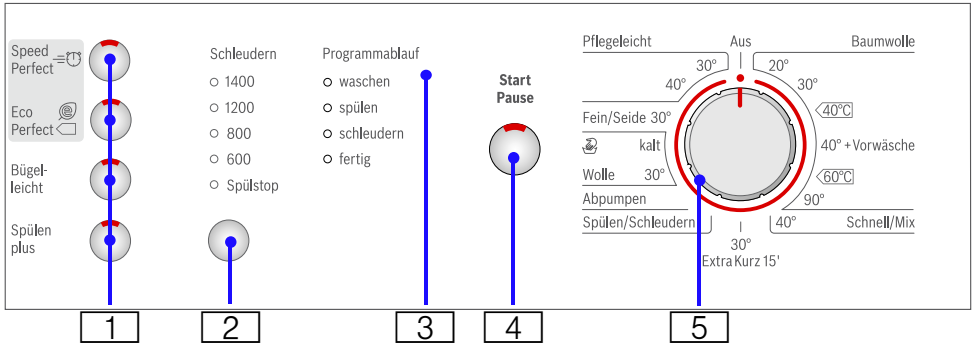 Speed
Perfect
Eco
Perfect
Bügel-
leicht
Spülen
plus
Schleudern
1400
1200
800
600
Spülstop
Programmablauf
waschen
spülen
schleudern
fertig
Start
Pause
Pflegeleicht
Aus
Baumwolle
30°
20°
40°
30°
40°C
Fein/Seide 30°
kalt
40° + Vorwäsche
Wolle 30°
60°C
Abpumpen
90°
Spülen/Schleudern
40°
Schnell/Mix
30°
Extra Kurz 15'
1
2
3
4
5